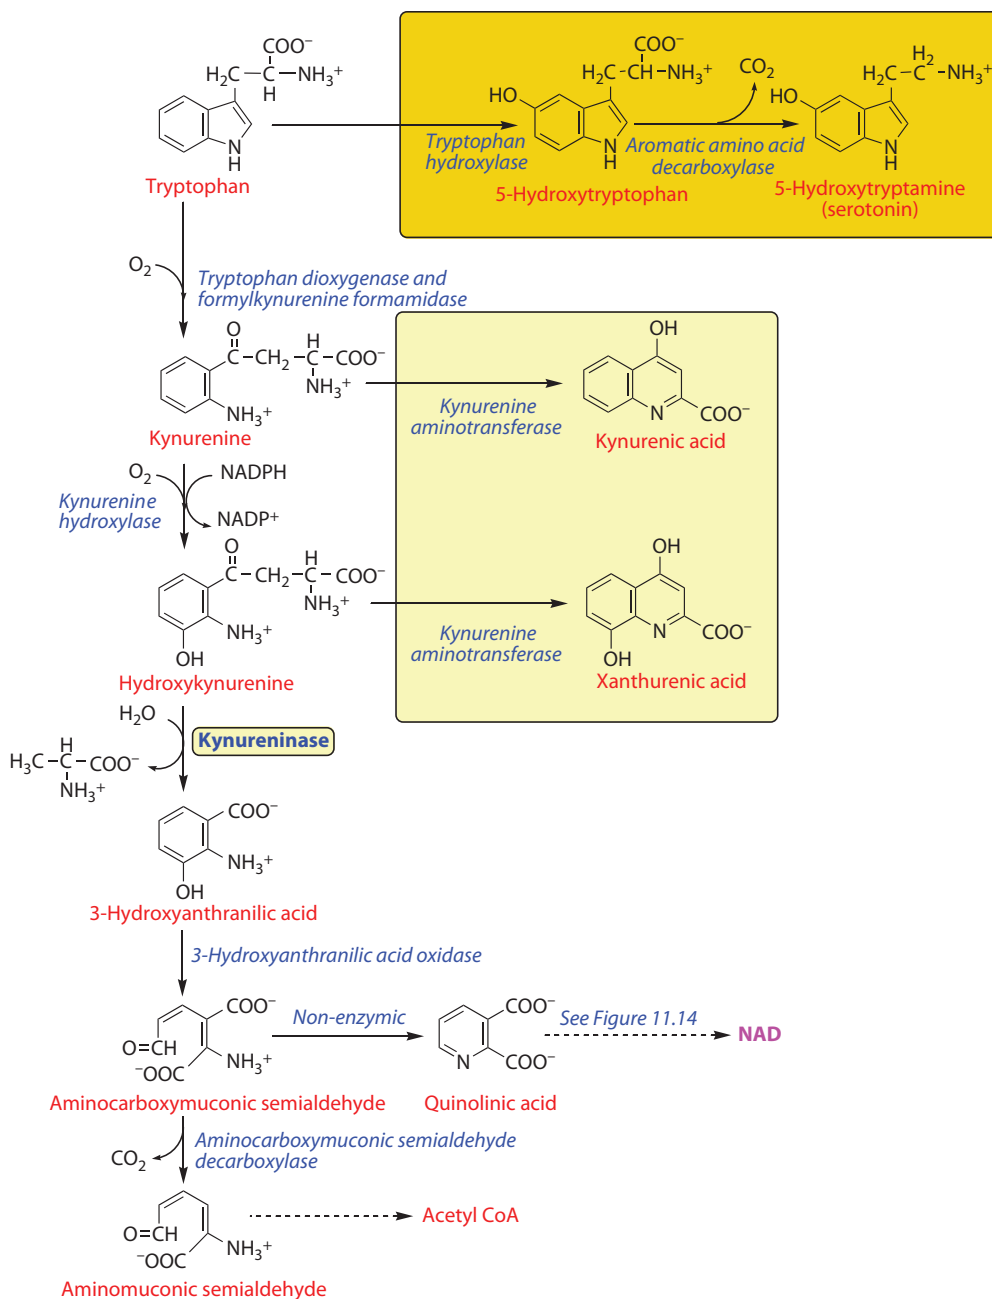 COO⁻
H₂C–C–NH₃⁺
H
N
H
Tryptophan
COO⁻
H₂C–CH–NH₃⁺
HO
N
H
5-Hydroxytryptophan
Tryptophan
hydroxylase
CO₂
Aromatic amino acid
decarboxylase
H₂
H₂C–C–NH₃⁺
HO
N
H
5-Hydroxytryptamine
(serotonin)
O₂
Tryptophan dioxygenase and
formylkynurenine formamidase
O
H
C–CH₂–C–COO⁻
NH₃⁺
NH₃⁺
Kynurenine
Kynurenine
aminotransferase
OH
N
COO⁻
Kynurenic acid
O₂
NADPH
Kynurenine
hydroxylase
NADP⁺
O
H
C–CH₂–C–COO⁻
NH₃⁺
NH₃⁺
OH
Hydroxykynurenine
Kynurenine
aminotransferase
OH
N
COO⁻
OH
Xanthurenic acid
H₂O
Kynureninase
H
H₃C–C–COO⁻
NH₃⁺
COO⁻
NH₃⁺
OH
3-Hydroxyanthranilic acid
3-Hydroxyanthranilic acid oxidase
COO⁻
O=CH
⁻OOC
NH₃⁺
Aminocarboxymuconic semialdehyde
Non-enzymic
COO⁻
COO⁻
N
Quinolinic acid
See Figure 11.14
NAD
CO₂
Aminocarboxymuconic semialdehyde
decarboxylase
O=CH
⁻OOC
NH₃⁺
Aminomuconic semialdehyde
Acetyl CoA